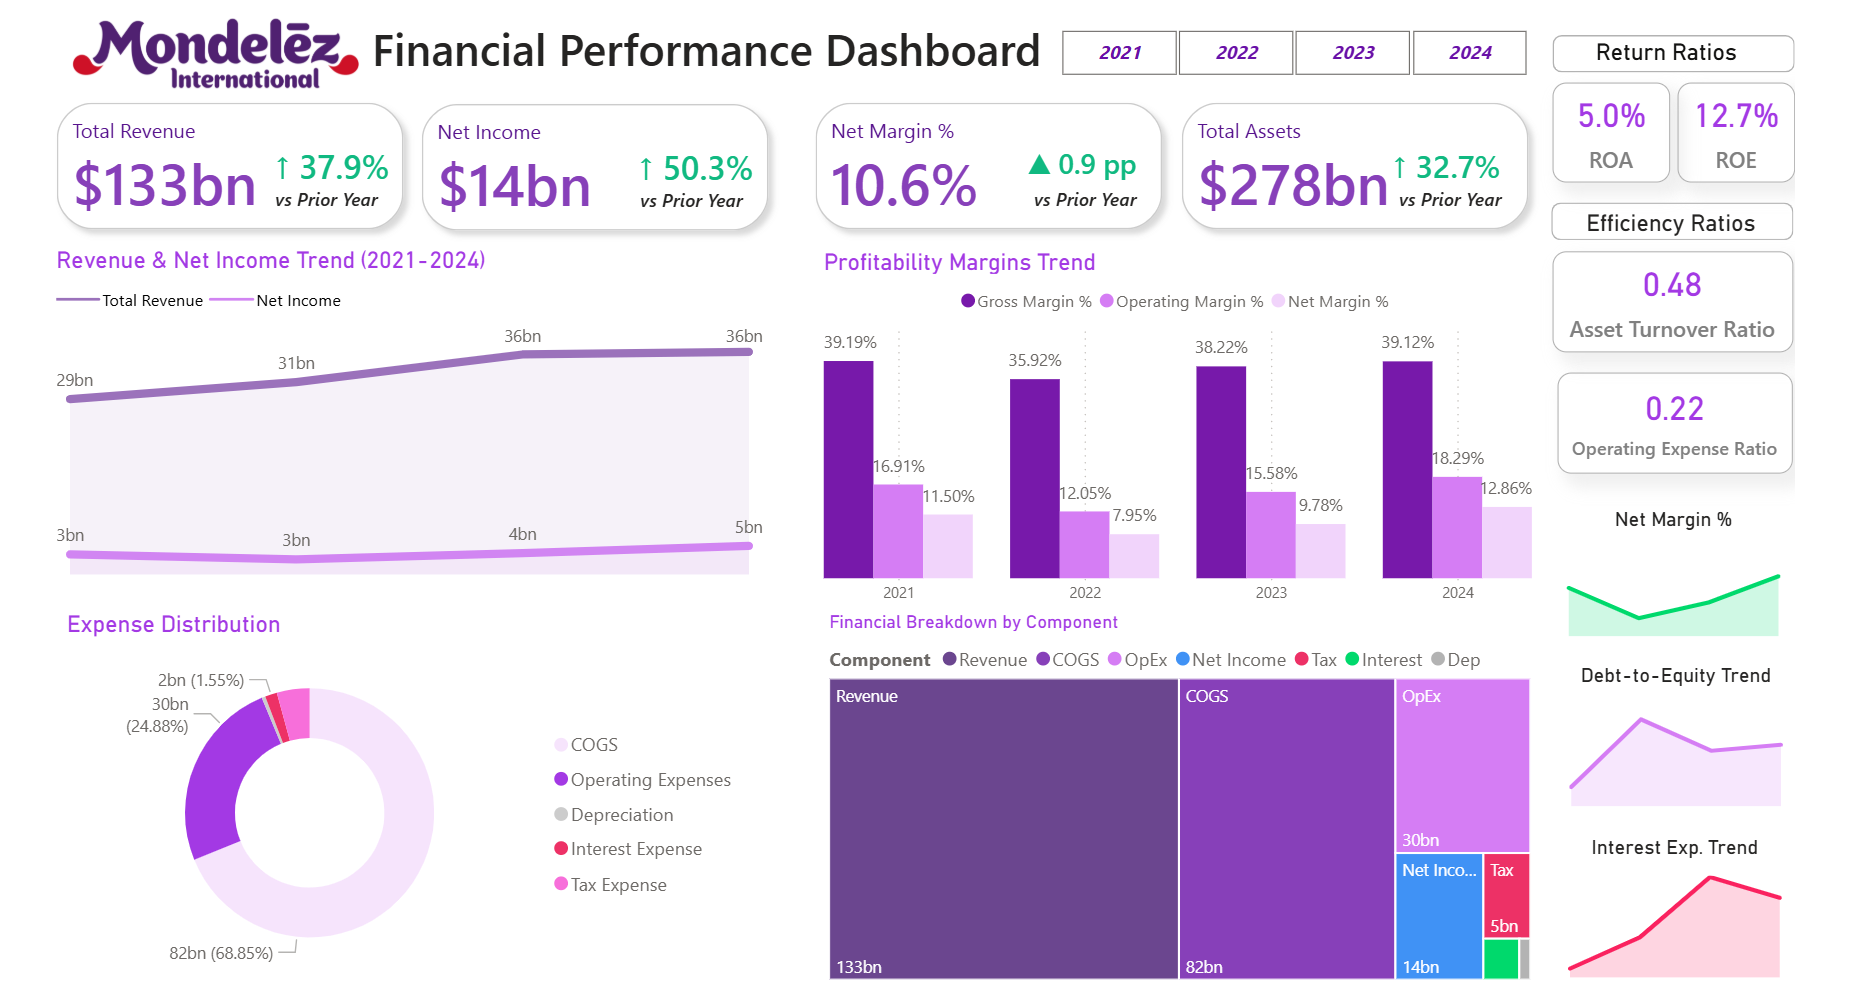 Mondelēz
International
Financial Performance Dashboard
2021
2022
2023
2024
Return Ratios
5.0%
ROA
12.7%
ROE
Total Revenue
$133bn
↑ 37.9%
vs Prior Year
Net Income
$14bn
↑ 50.3%
vs Prior Year
Net Margin %
10.6%
▲ 0.9 pp
vs Prior Year
Total Assets
$278bn
↑ 32.7%
vs Prior Year
Efficiency Ratios
0.48
Asset Turnover Ratio
0.22
Operating Expense Ratio
Revenue & Net Income Trend (2021-2024)
Total Revenue
Net Income
29bn
31bn
36bn
36bn
3bn
3bn
4bn
5bn
Profitability Margins Trend
Gross Margin %
Operating Margin %
Net Margin %
39.19%
16.91%
11.50%
35.92%
12.05%
7.95%
38.22%
15.58%
9.78%
39.12%
18.29%
12.86%
2021
2022
2023
2024
Net Margin %
Debt-to-Equity Trend
Interest Exp. Trend
Expense Distribution
2bn (1.55%)
30bn
(24.88%)
82bn (68.85%)
COGS
Operating Expenses
Depreciation
Interest Expense
Tax Expense
Financial Breakdown by Component
Component
Revenue
COGS
OpEx
Net Income
Tax
Interest
Dep
Revenue
133bn
COGS
82bn
OpEx
30bn
Net Inco...
14bn
Tax
5bn